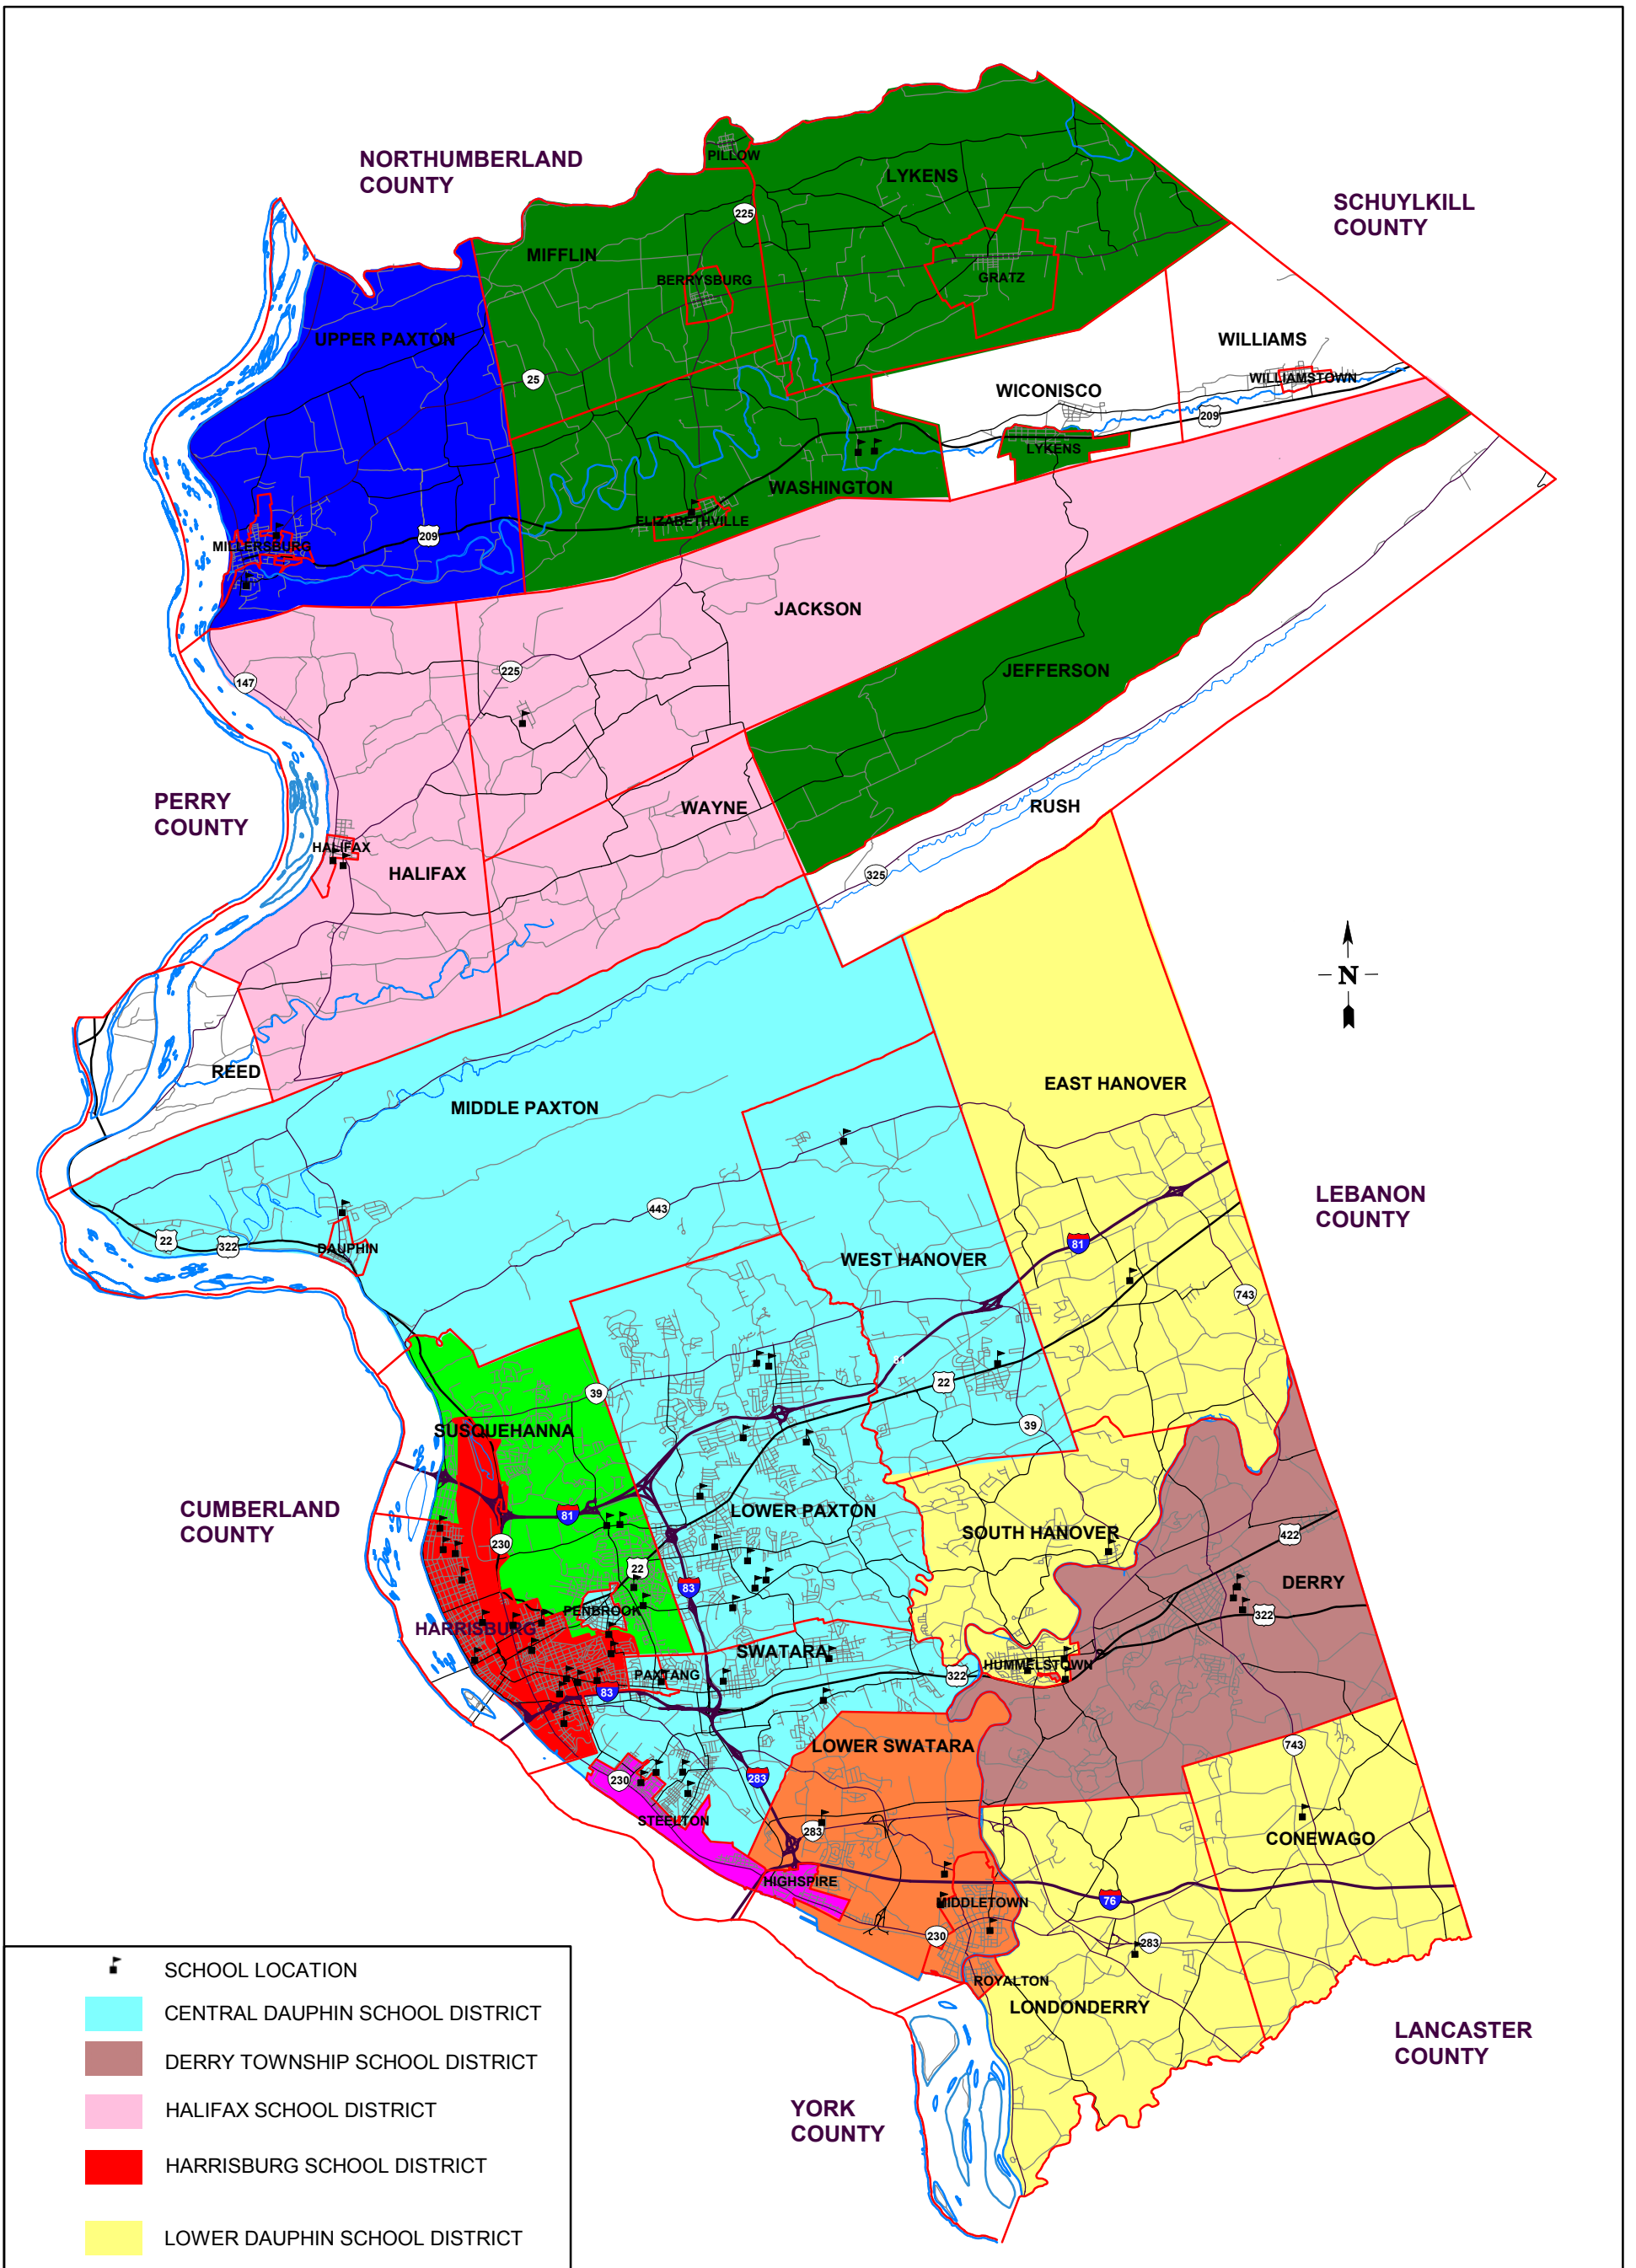 NORTHUMBERLAND
COUNTY
PILLOW
LYKENS
SCHUYLKILL
COUNTY
225
MIFFLIN
BERRYSBURG
GRATZ
UPPER PAXTON
WILLIAMS
25
WICONISCO
WILLIAMSTOWN
209
LYKENS
WASHINGTON
ELIZABETHVILLE
209
MILLERSBURG
JACKSON
225
147
JEFFERSON
PERRY
COUNTY
WAYNE
RUSH
HALIFAX
HALIFAX
325
N
REED
MIDDLE PAXTON
EAST HANOVER
LEBANON
COUNTY
443
22
322
DAUPHIN
WEST HANOVER
81
743
81
39
22
39
SUSQUEHANNA
CUMBERLAND
COUNTY
LOWER PAXTON
81
230
SOUTH HANOVER
422
22
83
DERRY
322
PENBROOK
HARRISBURG
SWATARA
PAXTANG
322
HUMMELSTOWN
83
LOWER SWATARA
743
230
283
STEELTON
283
CONEWAGO
HIGHSPIRE
MIDDLETOWN
76
230
283
ROYALTON
LONDONDERRY
LANCASTER
COUNTY
YORK
COUNTY
SCHOOL LOCATION
CENTRAL DAUPHIN SCHOOL DISTRICT
DERRY TOWNSHIP SCHOOL DISTRICT
HALIFAX SCHOOL DISTRICT
HARRISBURG SCHOOL DISTRICT
LOWER DAUPHIN SCHOOL DISTRICT